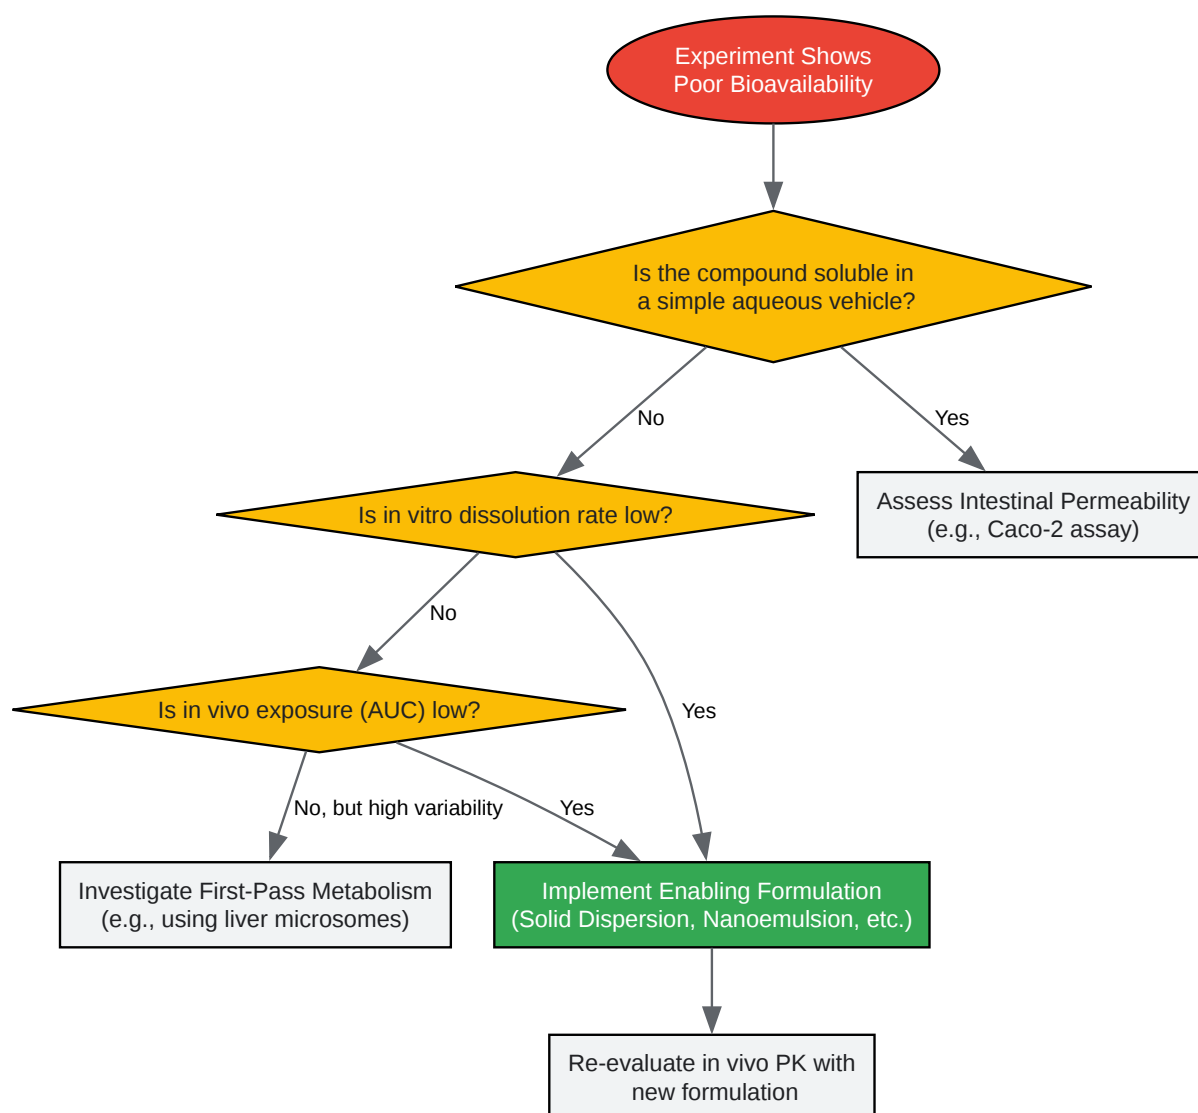 Experiment Shows
Poor Bioavailability
Is the compound soluble in
a simple aqueous vehicle?
No
Yes
Is in vitro dissolution rate low?
Assess Intestinal Permeability
(e.g., Caco-2 assay)
No
Yes
Is in vivo exposure (AUC) low?
No, but high variability
Yes
Investigate First-Pass Metabolism
(e.g., using liver microsomes)
Implement Enabling Formulation
(Solid Dispersion, Nanoemulsion, etc.)
Re-evaluate in vivo PK with
new formulation